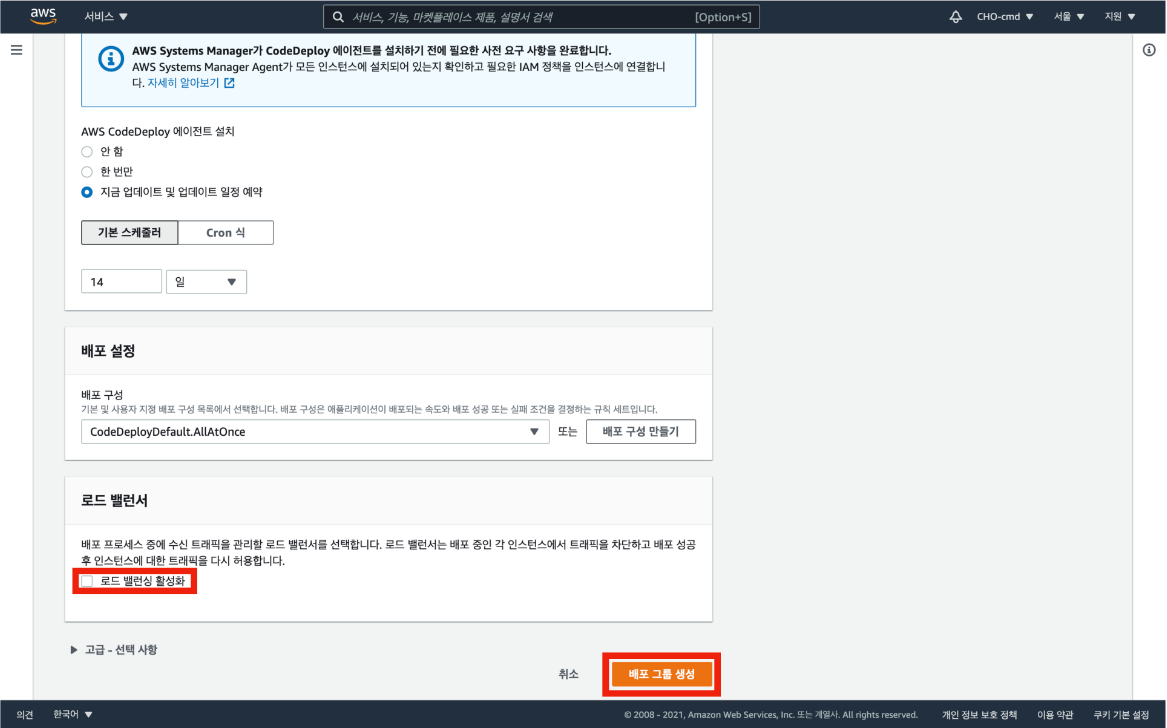 aws
서비스
서비스, 기능, 마켓플레이스 제품, 설명서 검색
[Option+S]
CHO-cmd
서울
지원
AWS Systems Manager가 CodeDeploy 에이전트를 설치하기 전에 필요한 사전 요구 사항을 완료합니다.
AWS Systems Manager Agent가 모든 인스턴스에 설치되어 있는지 확인하고 필요한 IAM 정책을 인스턴스에 연결합니
다. 자세히 알아보기
AWS CodeDeploy 에이전트 설치
안 함
한 번만
지금 업데이트 및 업데이트 일정 예약
기본 스케줄러
Cron 식
14
일
배포 설정
배포 구성
기본 및 사용자 지정 배포 구성 목록에서 선택합니다. 배포 구성은 애플리케이션이 배포되는 속도와 배포 성공 또는 실패 조건을 결정하는 규칙 세트입니다.
CodeDeployDefault.AllAtOnce
또는
배포 구성 만들기
로드 밸런서
배포 프로세스 중에 수신 트래픽을 관리할 로드 밸런서를 선택합니다. 로드 밸런서는 배포 중인 각 인스턴스에서 트래픽을 차단하고 배포 성공
후 인스턴스에 대한 트래픽을 다시 허용합니다.
로드 밸런싱 활성화
고급 - 선택 사항
취소
배포 그룹 생성
의견
한국어
© 2008 - 2021, Amazon Web Services, Inc. 또는 계열사. All rights reserved.
개인 정보 보호 정책
이용 약관
쿠키 기본 설정